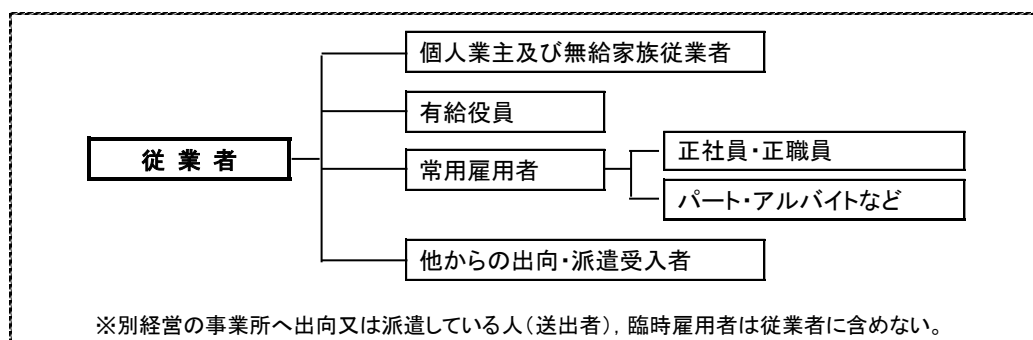 個人業主及び無給家族従業者
有給役員
従 業 者
常用雇用者
正社員・正職員
パート・アルバイトなど
他からの出向・派遣受入者
※別経営の事業所へ出向又は派遣している人(送出者),臨時雇用者は従業者に含めない。